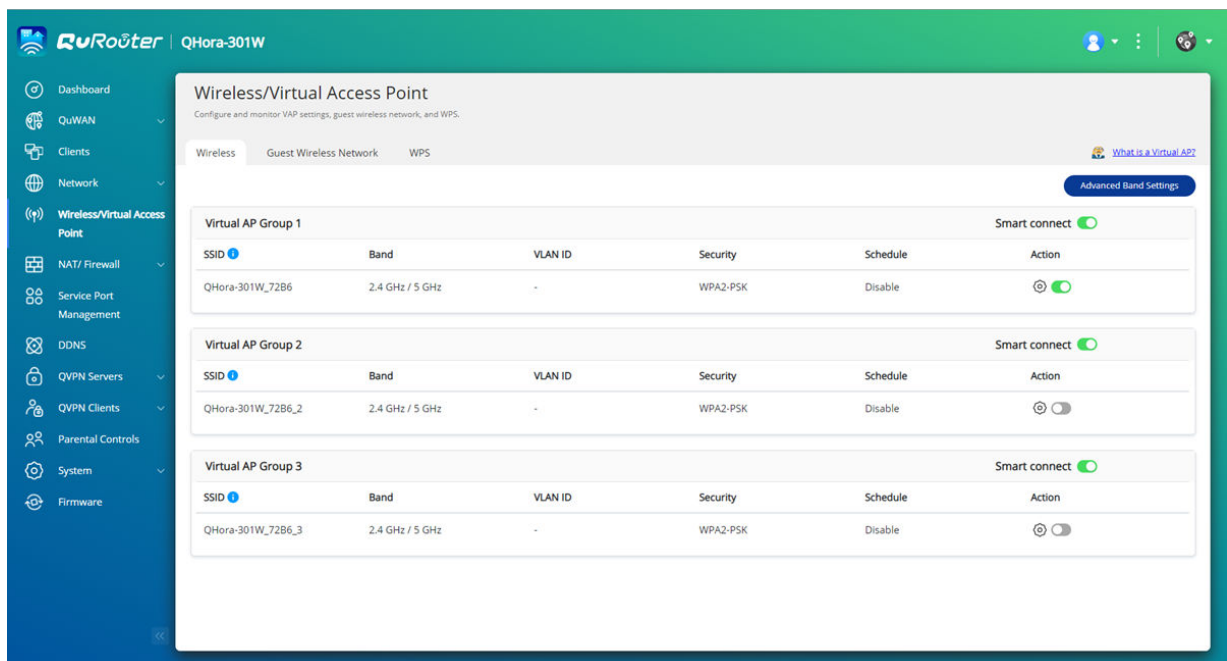 QuRouter | QHora-301W
Dashboard
QuWAN
Clients
Network
Wireless/Virtual Access
Point
NAT/ Firewall
Service Port
Management
DDNS
QVPN Servers
QVPN Clients
Parental Controls
System
Firmware
Wireless/Virtual Access Point
Configure and monitor VAP settings, guest wireless network, and WPS.
Wireless Guest Wireless Network WPS What is a Virtual AP?
Advanced Band Settings
Virtual AP Group 1 Smart connect
SSID Band VLAN ID Security Schedule Action
QHora-301W_72B6 2.4 GHz / 5 GHz - WPA2-PSK Disable
Virtual AP Group 2 Smart connect
SSID Band VLAN ID Security Schedule Action
QHora-301W_72B6_2 2.4 GHz / 5 GHz - WPA2-PSK Disable
Virtual AP Group 3 Smart connect
SSID Band VLAN ID Security Schedule Action
QHora-301W_72B6_3 2.4 GHz / 5 GHz - WPA2-PSK Disable